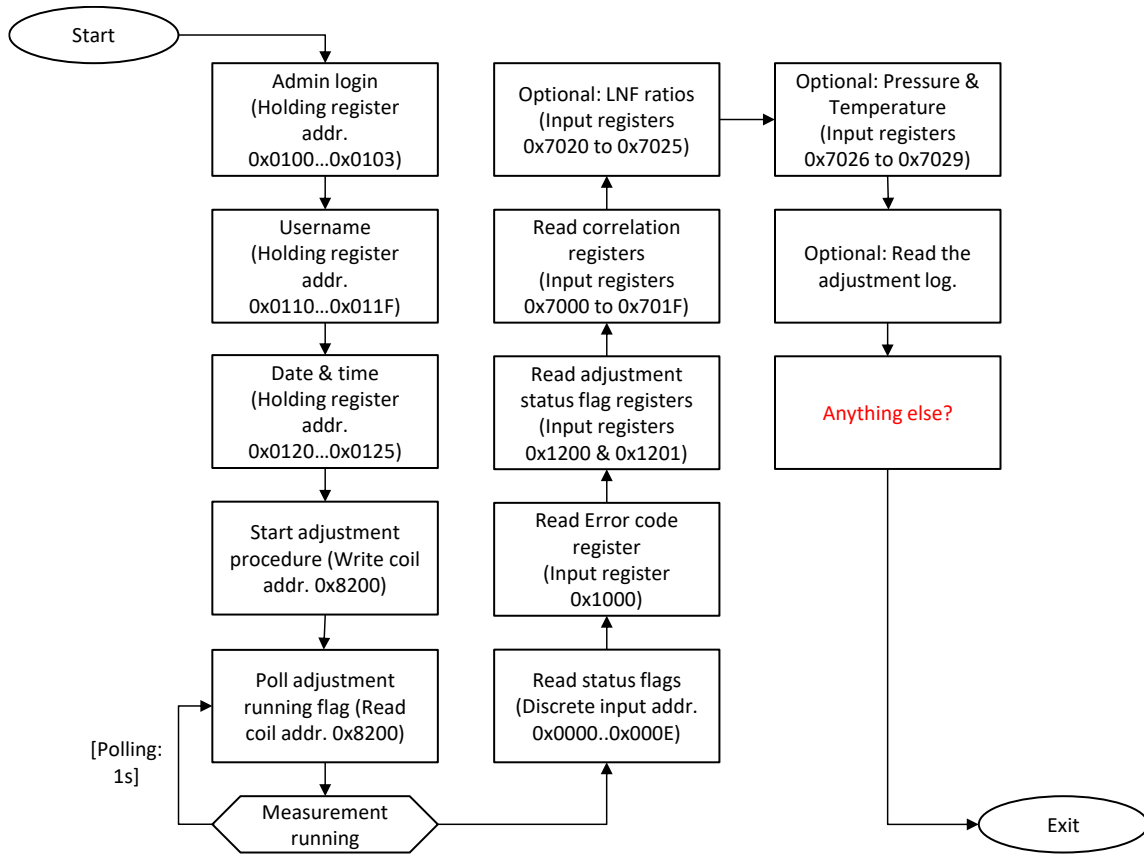 Start
Admin login
(Holding register
addr.
0x0100...0x0103)
Username
(Holding register
addr.
0x0110...0x011F)
Date & time
(Holding register
addr.
0x0120...0x0125)
Start adjustment
procedure (Write coil
addr. 0x8200)
Poll adjustment
running flag (Read
coil addr. 0x8200)
[Polling:
1s]
Measurement
running
Read status flags
(Discrete input addr.
0x0000..0x000E)
Read Error code
register
(Input register
0x1000)
Read adjustment
status flag registers
(Input registers
0x1200 & 0x1201)
Read correlation
registers
(Input registers
0x7000 to 0x701F)
Optional: LNF ratios
(Input registers
0x7020 to 0x7025)
Optional: Pressure &
Temperature
(Input registers
0x7026 to 0x7029)
Optional: Read the
adjustment log.
Anything else?
Exit